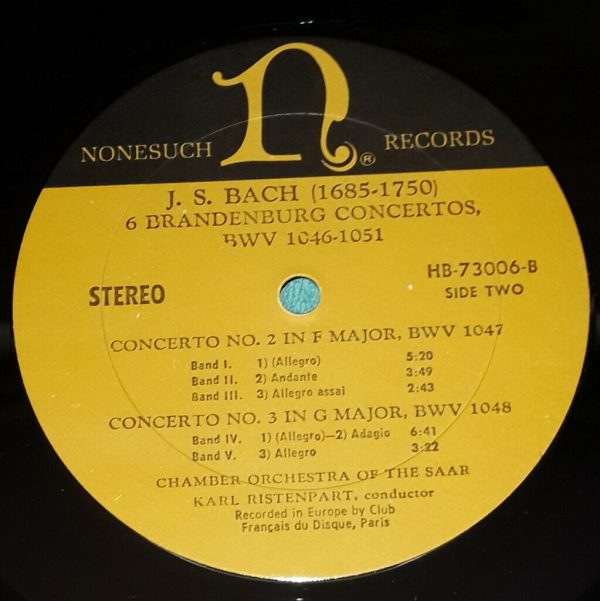 n®
NONESUCH RECORDS
J. S. BACH (1685-1750)
6 BRANDENBURG CONCERTOS,
BWV 1046-1051
STEREO
HB-73006-B
SIDE TWO
CONCERTO NO. 2 IN F MAJOR, BWV 1047
Band I. 1) (Allegro) 5:20
Band II. 2) Andante 3:49
Band III. 3) Allegro assai 2:43
CONCERTO NO. 3 IN G MAJOR, BWV 1048
Band IV. 1) (Allegro)—2) Adagio 6:41
Band V. 3) Allegro 3:22
CHAMBER ORCHESTRA OF THE SAAR
KARL RISTENPART, conductor
Recorded in Europe by Club
Français du Disque, Paris